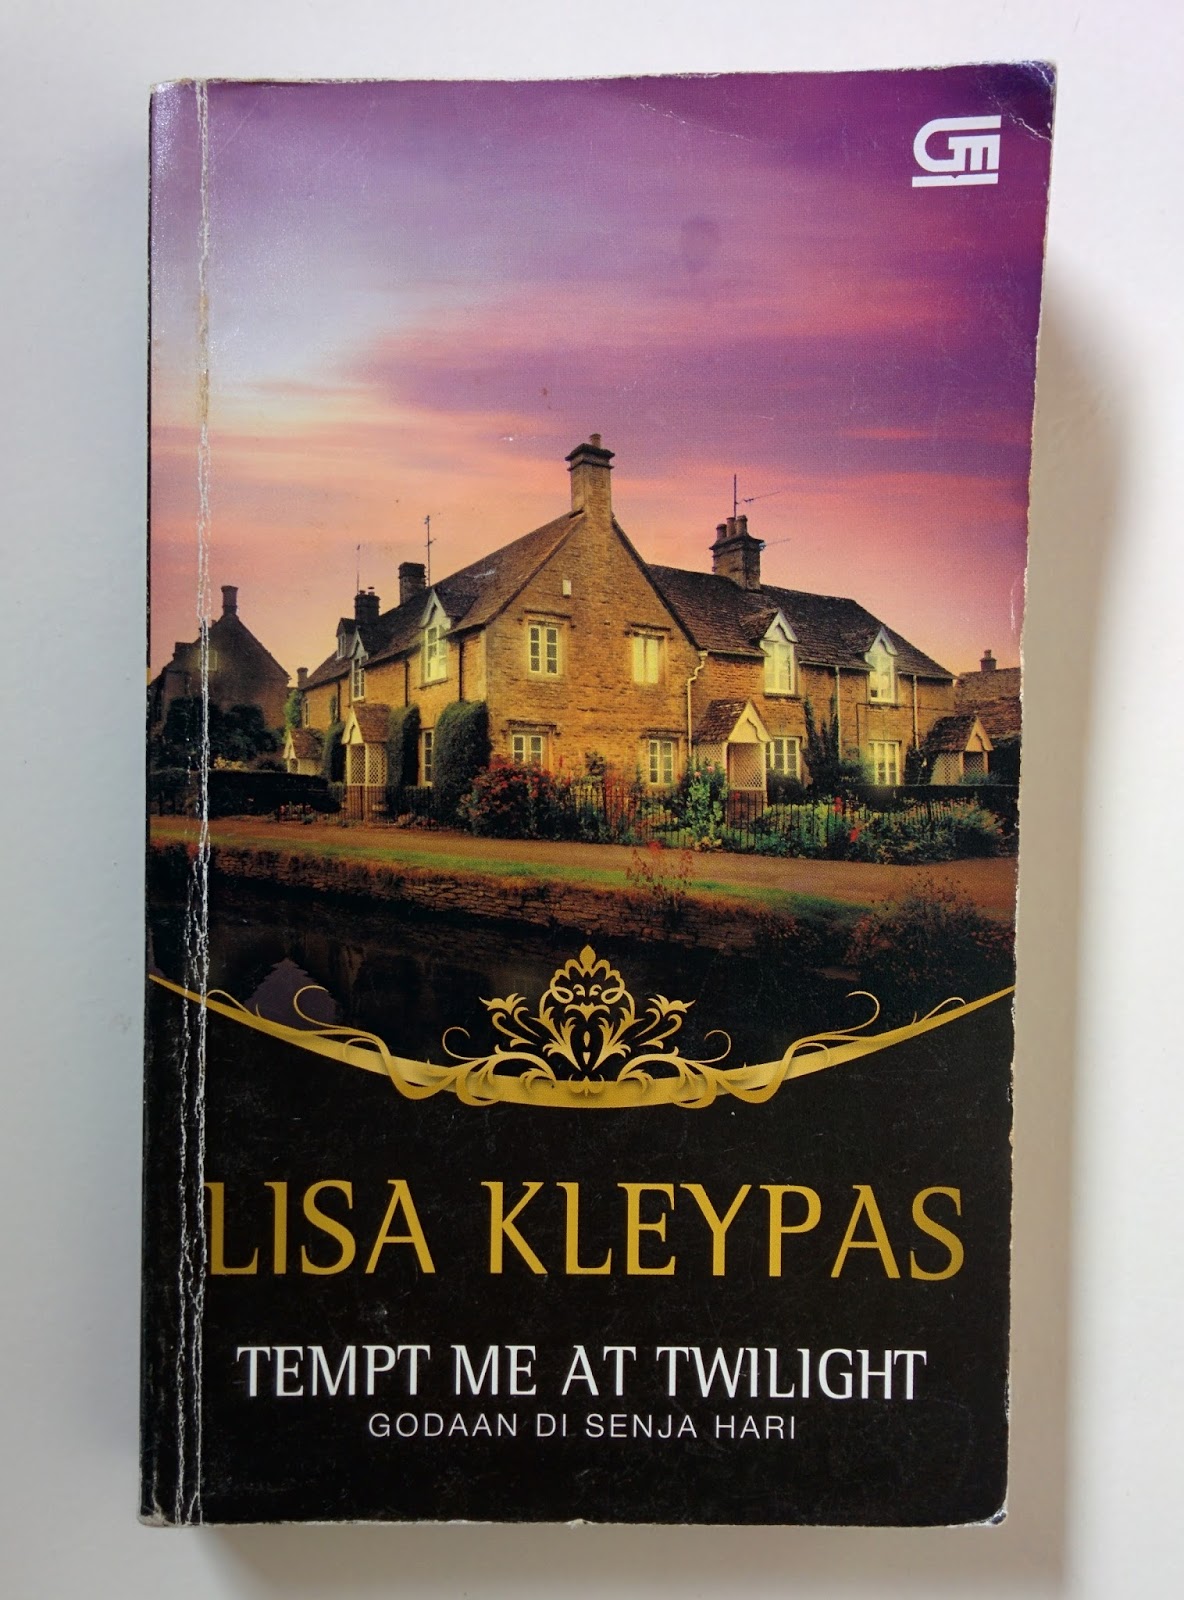 GM
LISA KLEYPAS
TEMPT ME AT TWILIGHT
GODAAN DI SENJA HARI